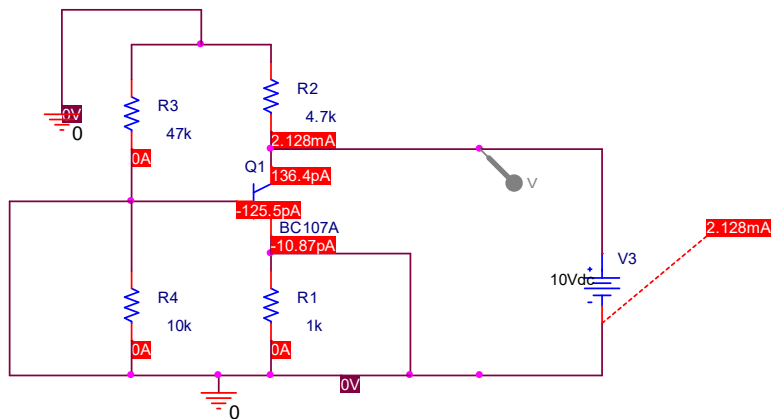 R2
4.7k
0V
0
R3
47k
2.128mA
0A
Q1
136.4pA
V
-125.5pA
BC107A
2.128mA
-10.87pA
V3
10Vdc
+
-
R4
10k
R1
1k
0A
0A
0V
0